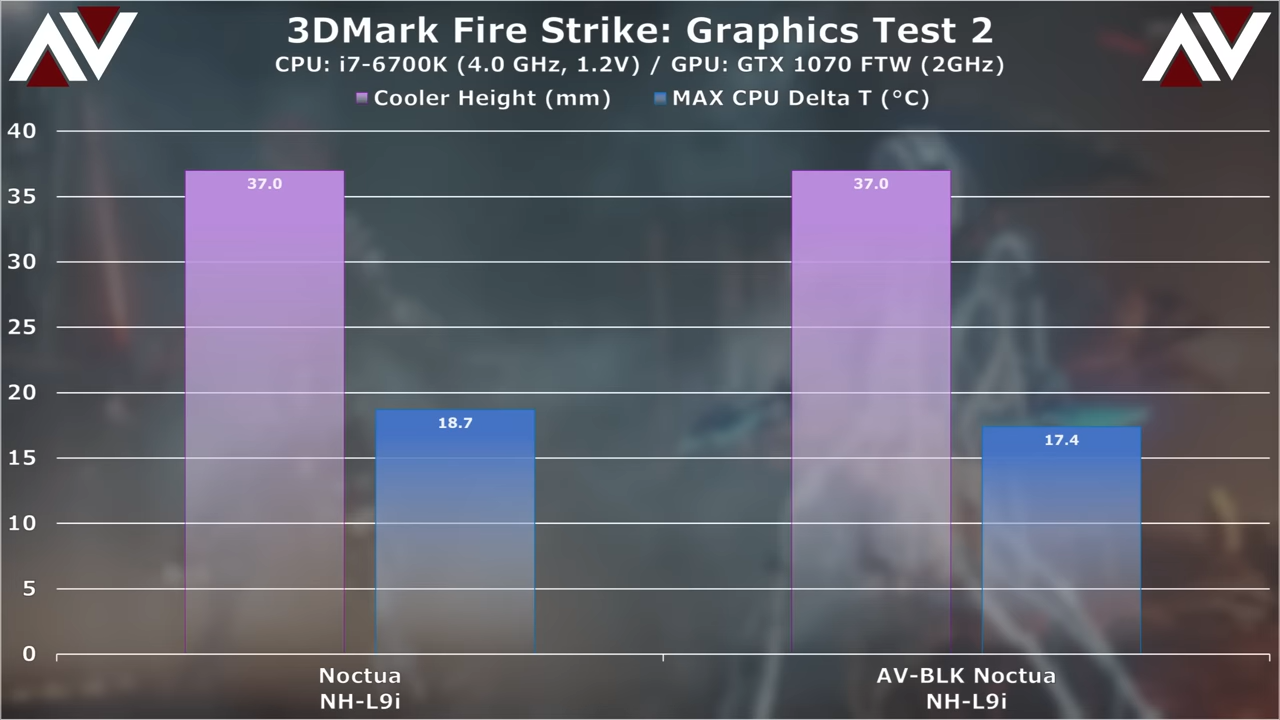 3DMark Fire Strike: Graphics Test 2
CPU: i7-6700K (4.0 GHz, 1.2V) / GPU: GTX 1070 FTW (2GHz)
Cooler Height (mm) MAX CPU Delta T (°C)
AV
AV
40
35
30
25
20
15
10
5
0
37.0
18.7
37.0
17.4
Noctua
NH-L9i
AV-BLK Noctua
NH-L9i